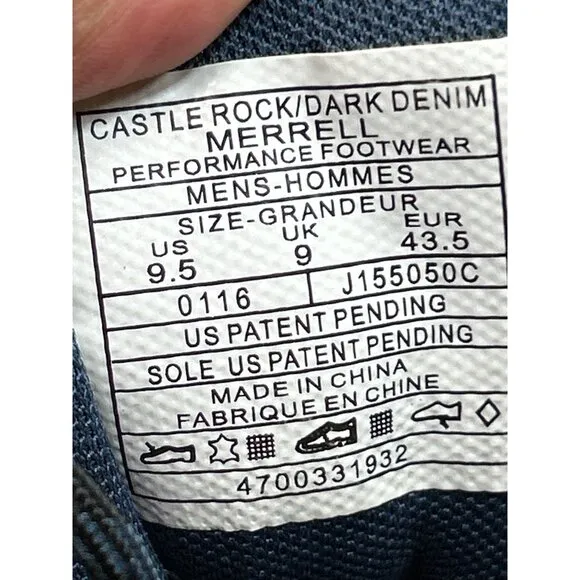 CASTLE ROCK/DARK DENIM
MERRELL
PERFORMANCE FOOTWEAR
MENS-HOMMES
SIZE-GRANDEUR
US UK EUR
9.5 9 43.5
0116 J155050C
US PATENT PENDING
SOLE US PATENT PENDING
MADE IN CHINA
FABRIQUE EN CHINE
4700331932